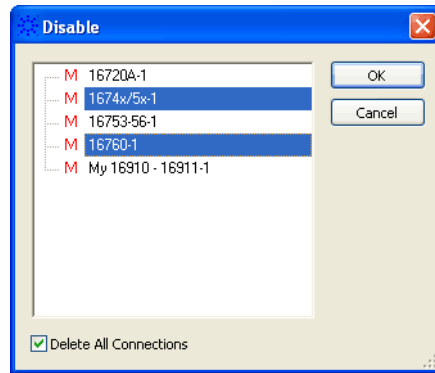 Disable
M 16720A-1
M 1674x/5x-1
M 16753-56-1
M 16760-1
M My 16910 - 16911-1
OK
Cancel
Delete All Connections